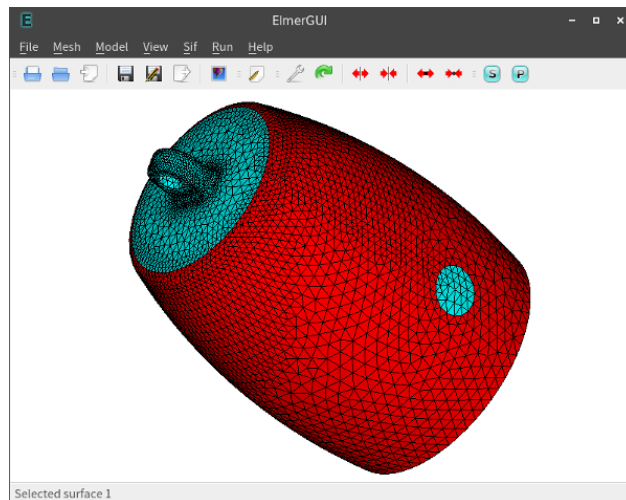 E ElmerGUI
File Mesh Model View Sif Run Help
S P
Selected surface 1